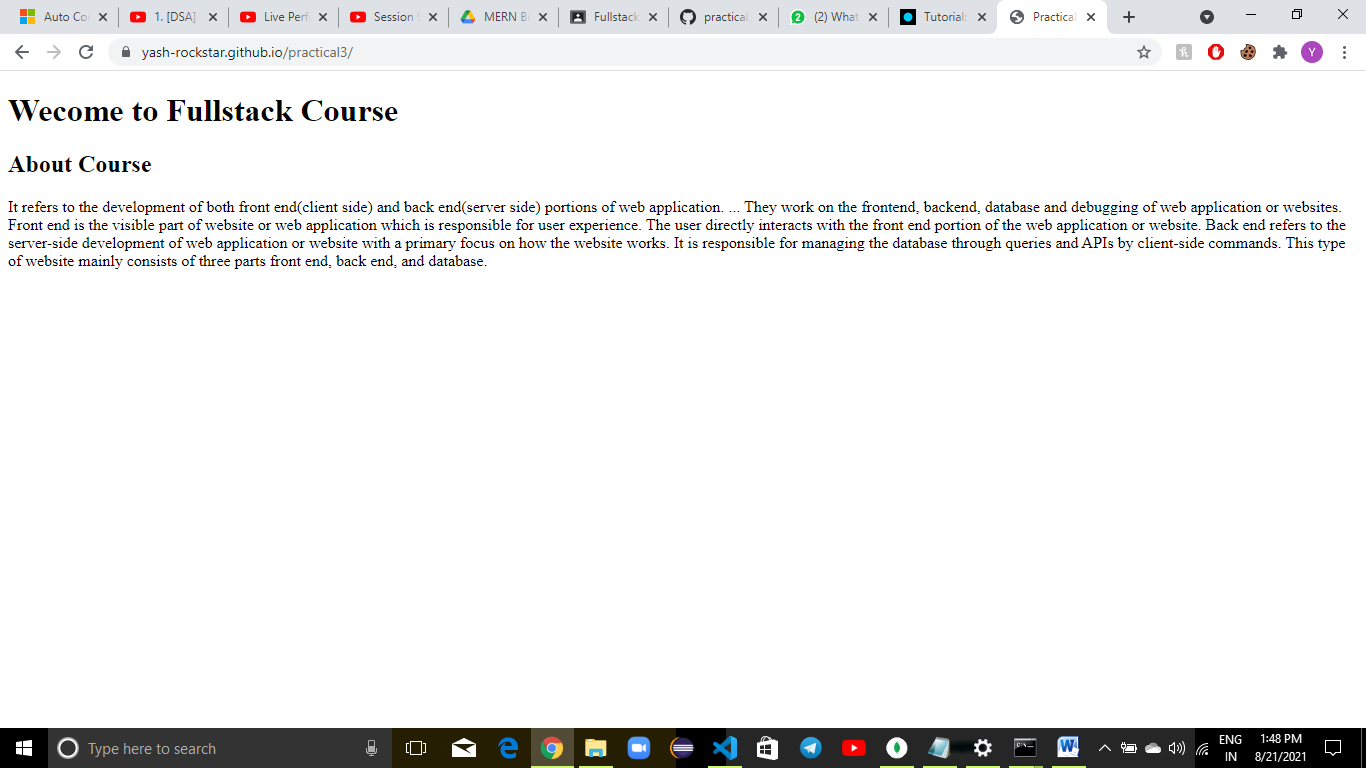 Auto Co
1. [DSA]
Live Perf
Session
MERN B
Fullstack
practical
(2) What
Tutorial
Practical
yash-rockstar.github.io/practical3/
Y
Wecome to Fullstack Course
About Course
It refers to the development of both front end(client side) and back end(server side) portions of web application. ... They work on the frontend, backend, database and debugging of web application or websites.
Front end is the visible part of website or web application which is responsible for user experience. The user directly interacts with the front end portion of the web application or website. Back end refers to the
server-side development of web application or website with a primary focus on how the website works. It is responsible for managing the database through queries and APIs by client-side commands. This type
of website mainly consists of three parts front end, back end, and database.
Type here to search
ENG
IN
1:48 PM
8/21/2021